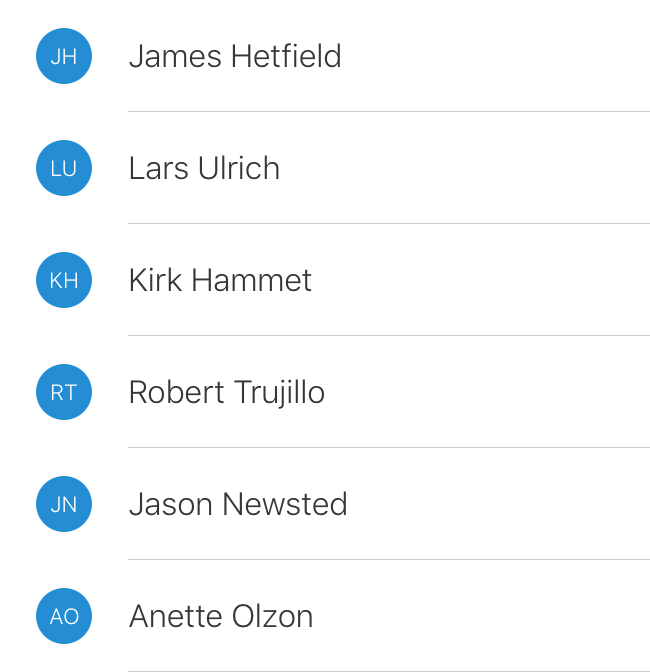 JH James Hetfield
LU Lars Ulrich
KH Kirk Hammet
RT Robert Trujillo
JN Jason Newsted
AO Anette Olzon